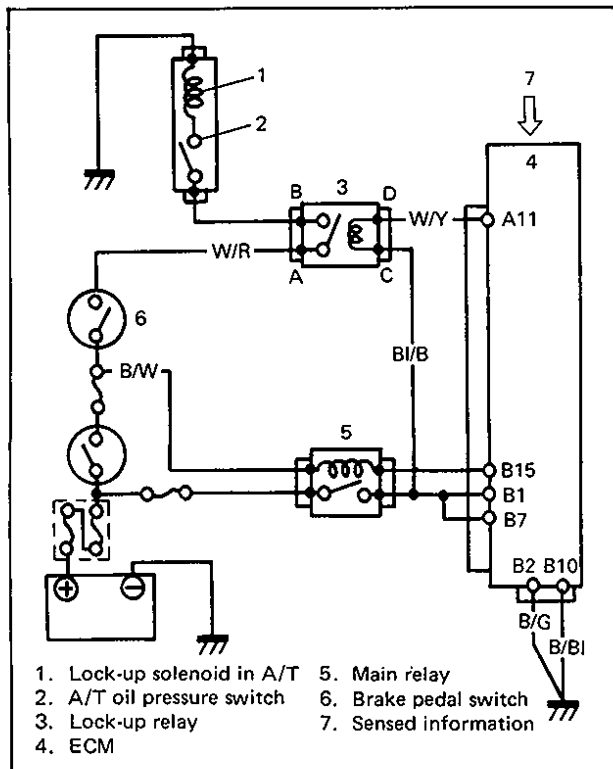 1
2
7
4
B 3 D
W/Y A11
W/R
A C
6
Bl/B
B/W
5
B15
B1
B7
B2 B10
B/G
B/Bl
1. Lock-up solenoid in A/T
2. A/T oil pressure switch
3. Lock-up relay
4. ECM
5. Main relay
6. Brake pedal switch
7. Sensed information